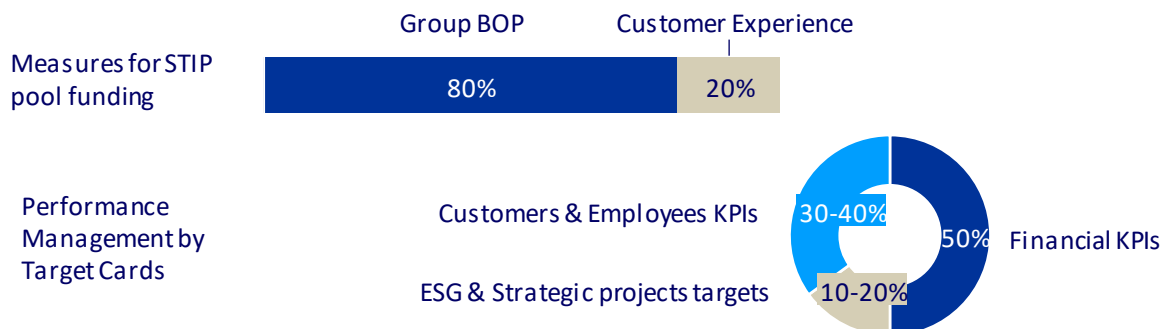 Group BOP
Customer Experience
Measures for STIP
pool funding
80%
20%
Performance
Management by
Target Cards
Customers & Employees KPIs
30-40%
50%
Financial KPIs
ESG & Strategic projects targets
10-20%